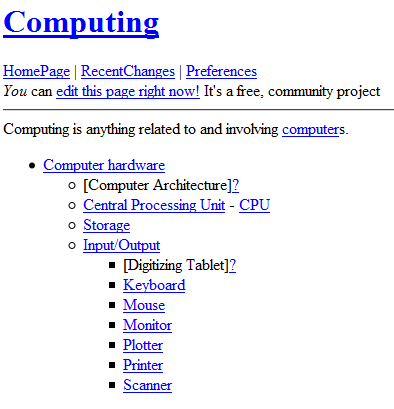 Computing
HomePage | RecentChanges | Preferences
You can edit this page right now! It's a free, community project
Computing is anything related to and involving computers.
Computer hardware
[Computer Architecture]?
Central Processing Unit - CPU
Storage
Input/Output
[Digitizing Tablet]?
Keyboard
Mouse
Monitor
Plotter
Printer
Scanner